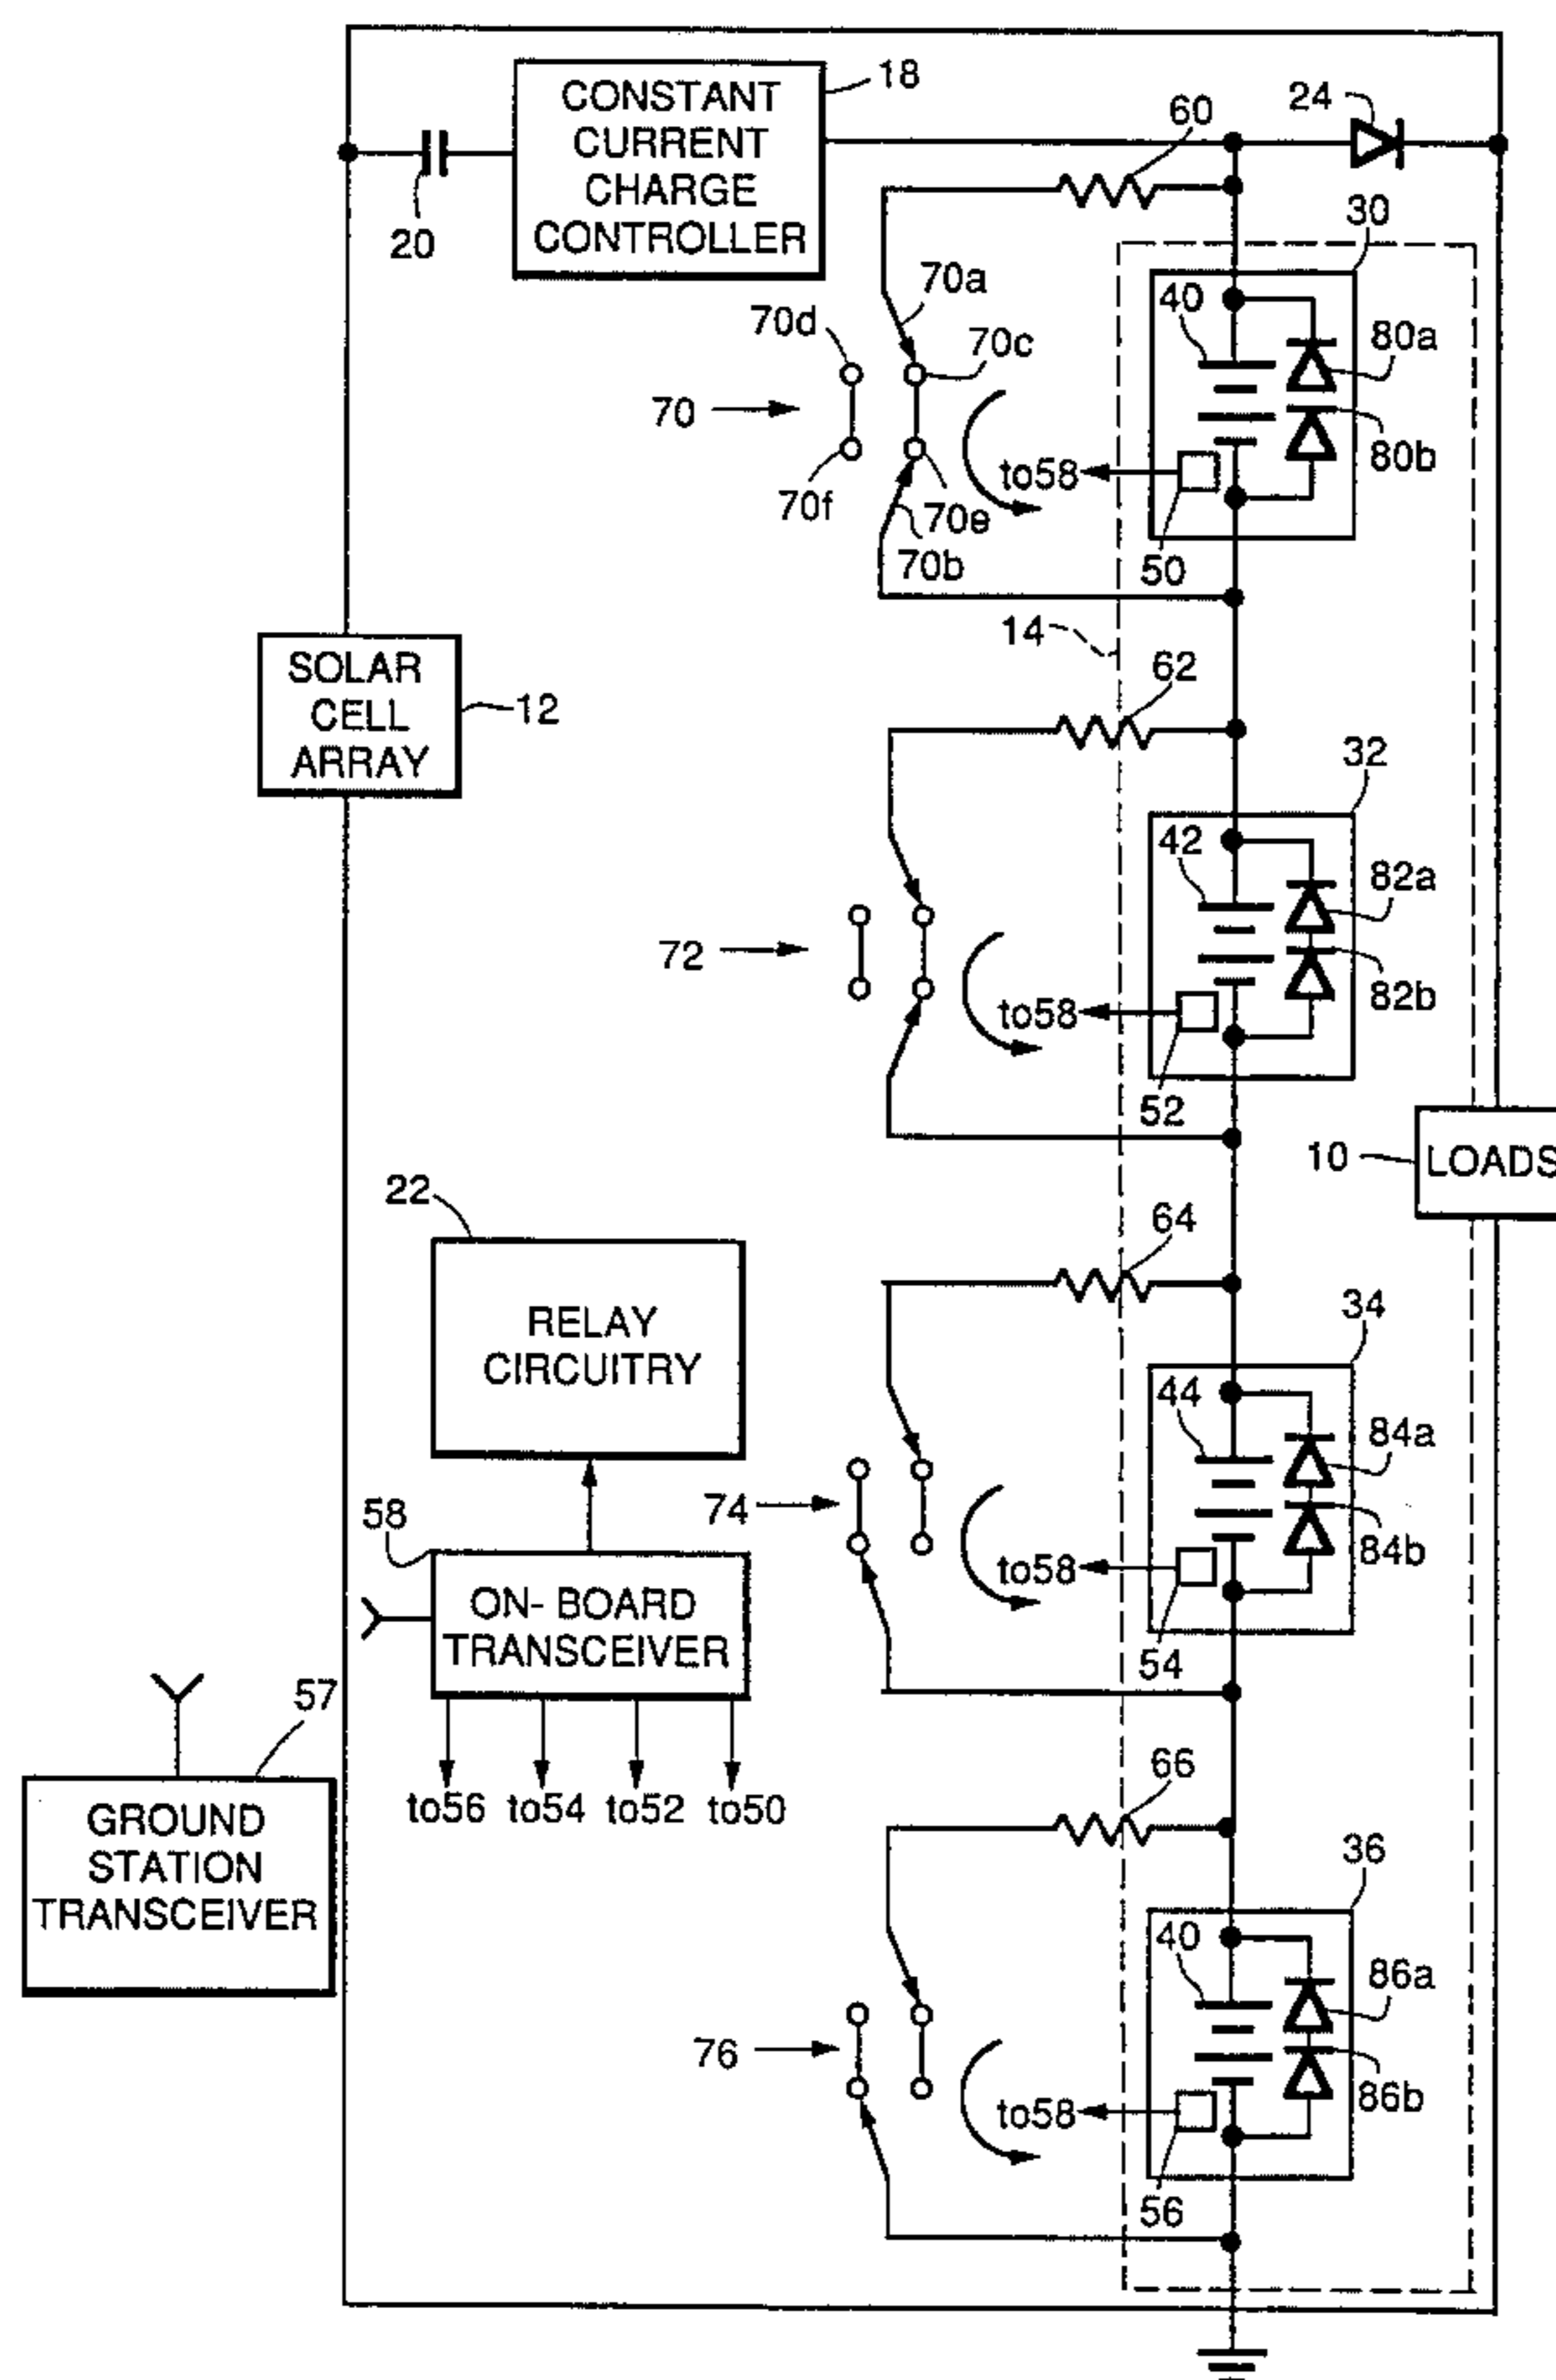 CONSTANT
CURRENT
CHARGE
CONTROLLER
18
20
60
24
30
70a
70d
70c
70
70f
70e
70b
to58
40
80a
80b
50
14
SOLAR
CELL
ARRAY
12
62
32
42
82a
82b
72
to58
52
10
LOADS
22
RELAY
CIRCUITRY
64
34
44
84a
84b
74
to58
54
58
ON- BOARD
TRANSCEIVER
to56 to54 to52 to50
57
GROUND
STATION
TRANSCEIVER
66
36
40
86a
86b
76
to58
56